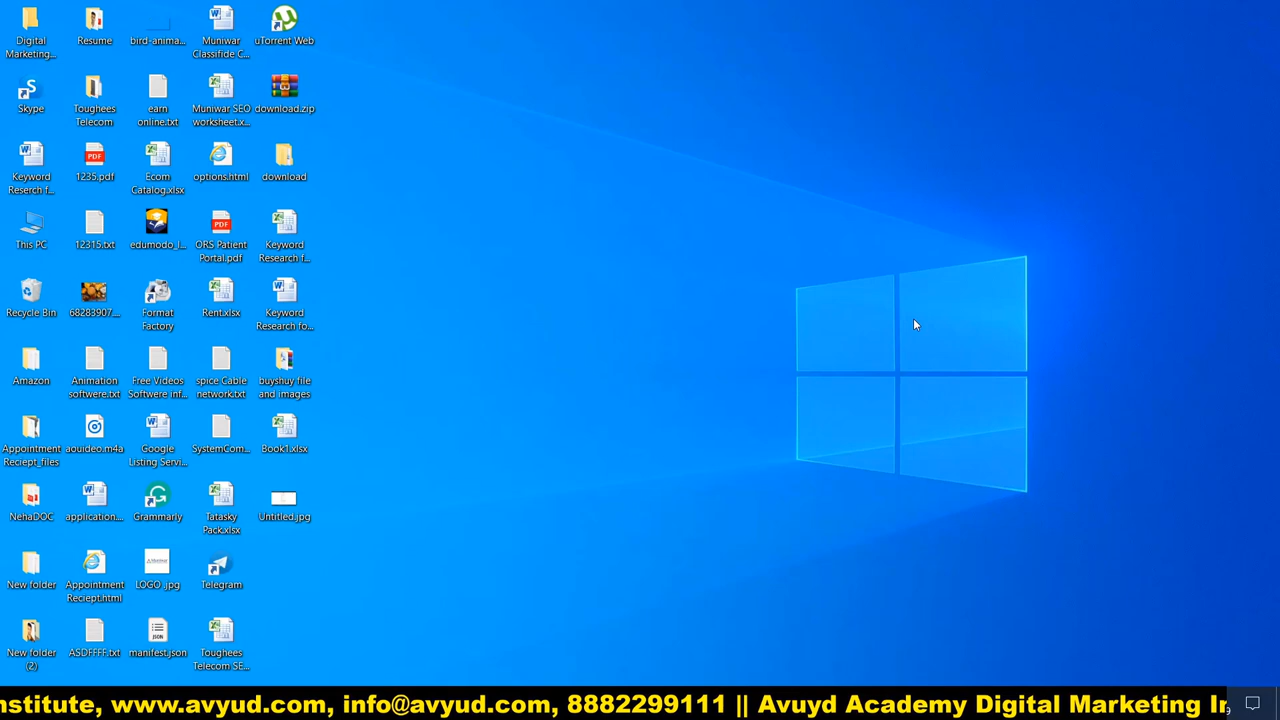 Digital
Marketing...
Resume
bird-anima...
Muniwar
Classifide C...
uTorrent Web
Skype
Toughees
Telecom
earn
online.txt
Muniwar SEO
worksheet.x...
download.zip
Keyword
Reserch f...
1235.pdf
Ecom
Catalog.xlsx
options.html
download
This PC
12315.txt
edumodo_l...
ORS Patient
Portal.pdf
Keyword
Research f...
Recycle Bin
68283907....
Format
Factory
Rent.xlsx
Keyword
Research fo...
Amazon
Animation
softwere.txt
Free Videos
Softwere inf...
spice Cable
network.txt
buyshuy file
and images
Appointment
Reciept_files
aouideo.m4a
Google
Listing Servi...
SystemCom...
Book1.xlsx
NehaDOC
application....
Grammarly
Tatasky
Pack.xlsx
Untitled.jpg
New folder
Appointment
Reciept.html
LOGO .jpg
Telegram
New folder
(2)
ASDFFFF.txt
manifest.json
Toughees
Telecom SE...
nstitute, www.avyud.com, info@avyud.com, 8882299111 || Avuyd Academy Digital Marketing In